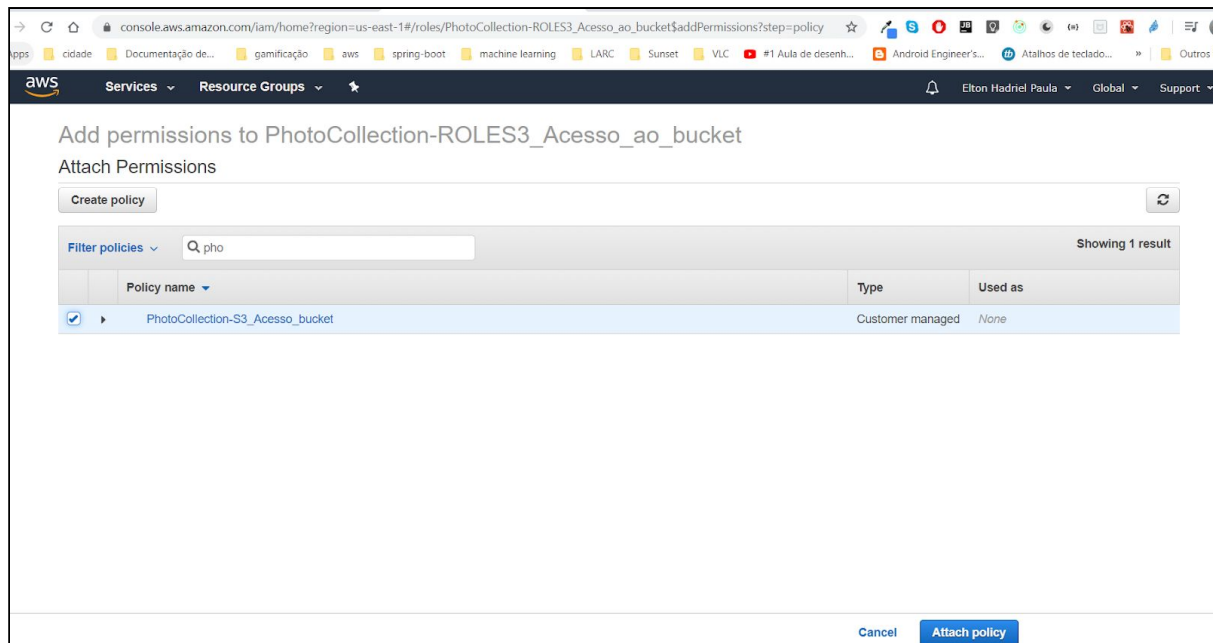 console.aws.amazon.com/iam/home?region=us-east-1#/roles/PhotoCollection-ROLES3_Acesso_ao_bucket$addPermissions?step=policy
Apps cidade Documentação de... gamificação aws spring-boot machine learning LARC Sunset VLC #1 Aula de desenh... Android Engineer's... Atalhos de teclado... » Outros
aws Services Resource Groups Elton Hadriel Paula Global Support
Add permissions to PhotoCollection-ROLES3_Acesso_ao_bucket
Attach Permissions
Create policy
Filter policies pho Showing 1 result
Policy name Type Used as
PhotoCollection-S3_Acesso_bucket Customer managed None
Cancel Attach policy